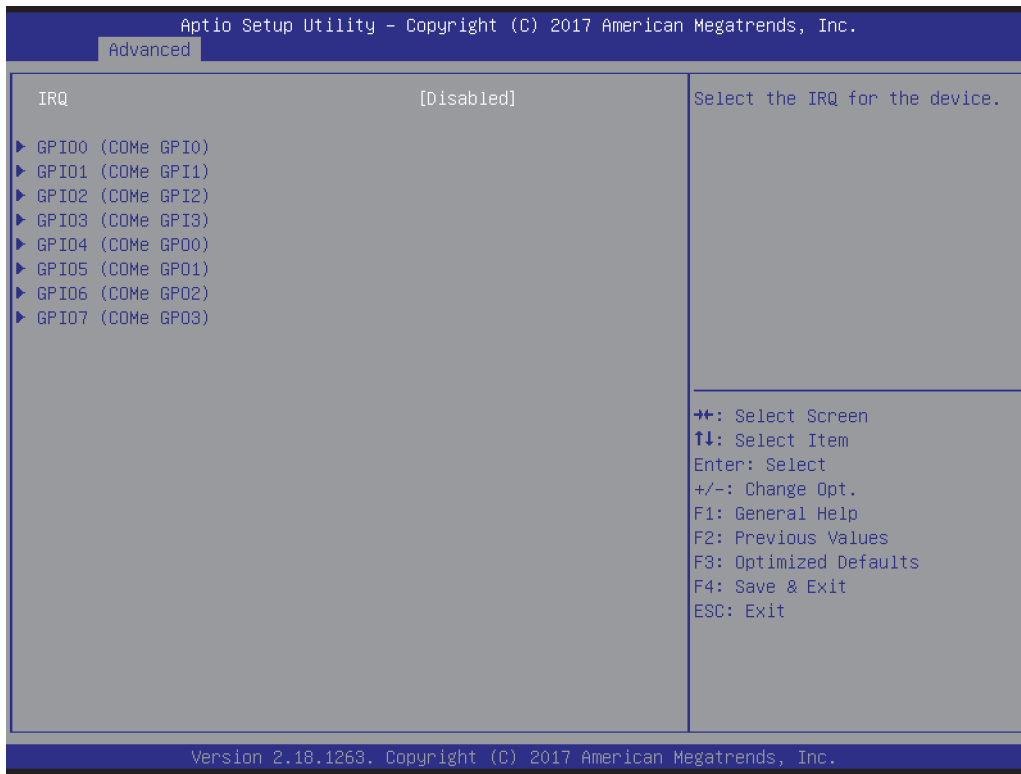 Aptio Setup Utility – Copyright (C) 2017 American Megatrends, Inc.
Advanced
IRQ [Disabled]
▶ GPIO0 (COMe GPI0)
▶ GPIO1 (COMe GPI1)
▶ GPIO2 (COMe GPI2)
▶ GPIO3 (COMe GPI3)
▶ GPIO4 (COMe GPO0)
▶ GPIO5 (COMe GPO1)
▶ GPIO6 (COMe GPO2)
▶ GPIO7 (COMe GPO3)
Select the IRQ for the device.
→←: Select Screen
↑↓: Select Item
Enter: Select
+/-: Change Opt.
F1: General Help
F2: Previous Values
F3: Optimized Defaults
F4: Save & Exit
ESC: Exit
Version 2.18.1263. Copyright (C) 2017 American Megatrends, Inc.